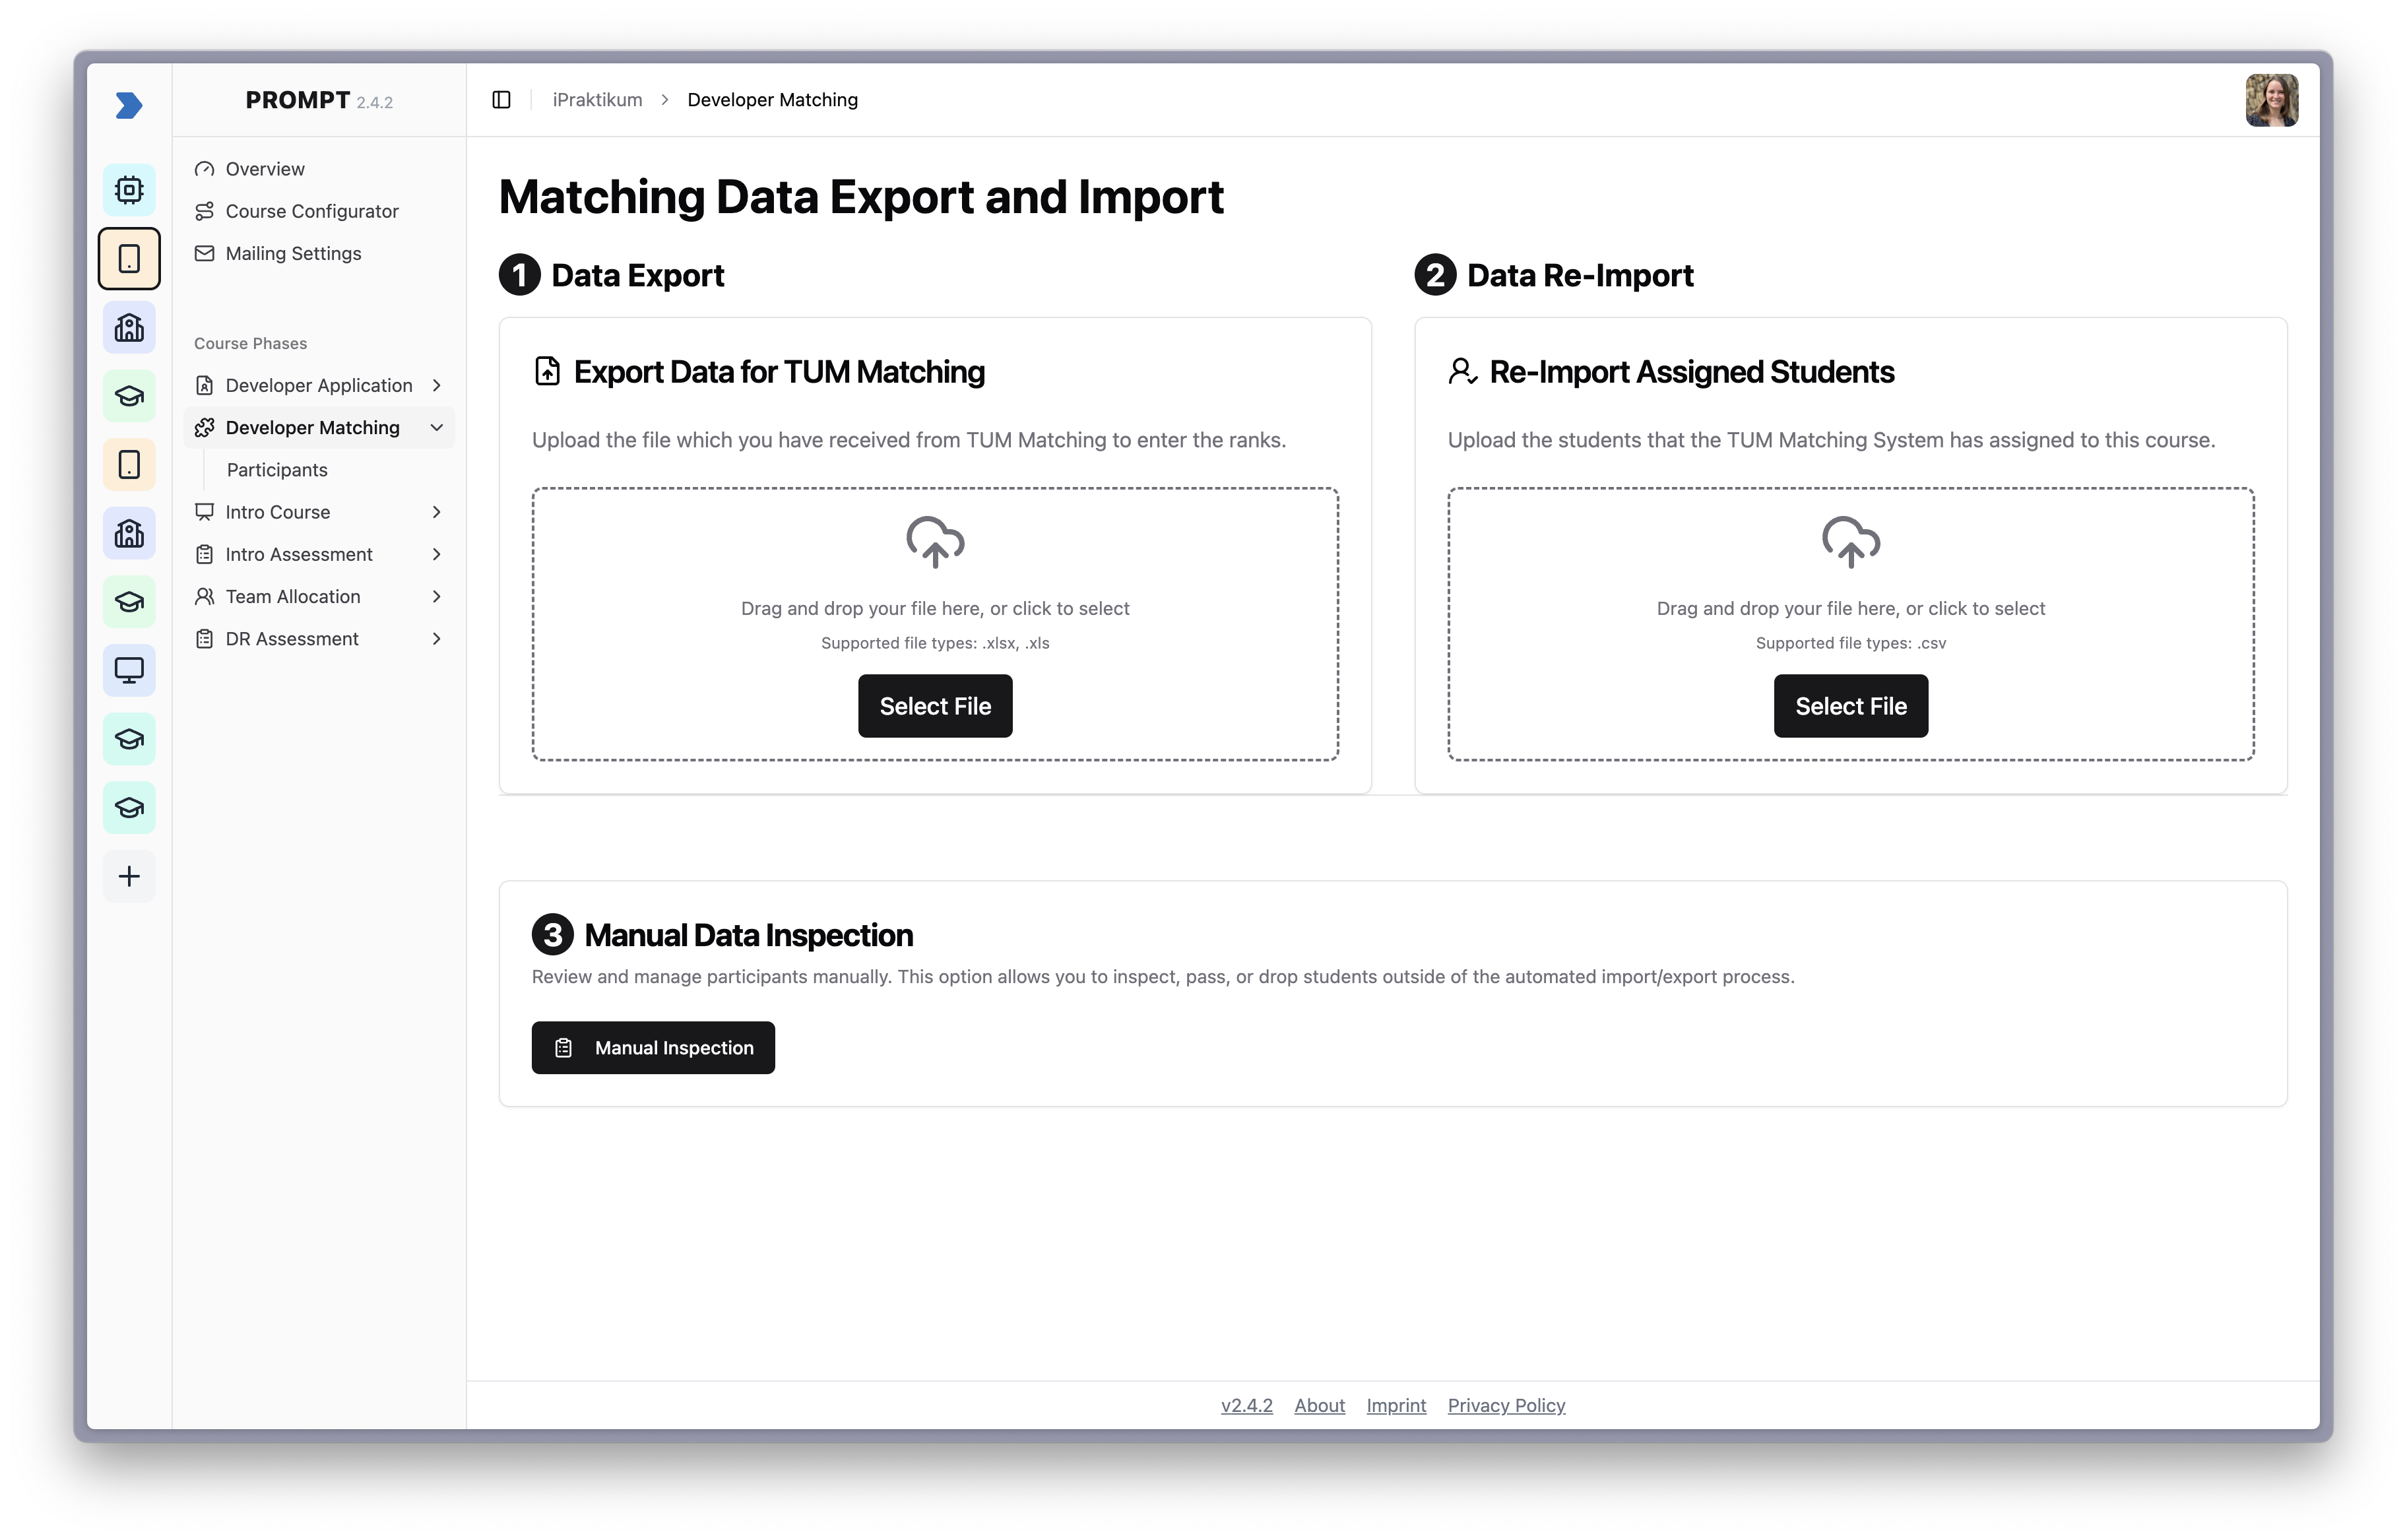 PROMPT 2.4.2
iPraktikum > Developer Matching
Overview
Course Configurator
Mailing Settings
Course Phases
Developer Application
Developer Matching
Participants
Intro Course
Intro Assessment
Team Allocation
DR Assessment
Matching Data Export and Import
1 Data Export
Export Data for TUM Matching
Upload the file which you have received from TUM Matching to enter the ranks.
Drag and drop your file here, or click to select
Supported file types: .xlsx, .xls
Select File
2 Data Re-Import
Re-Import Assigned Students
Upload the students that the TUM Matching System has assigned to this course.
Drag and drop your file here, or click to select
Supported file types: .csv
Select File
3 Manual Data Inspection
Review and manage participants manually. This option allows you to inspect, pass, or drop students outside of the automated import/export process.
Manual Inspection
v2.4.2 About Imprint Privacy Policy